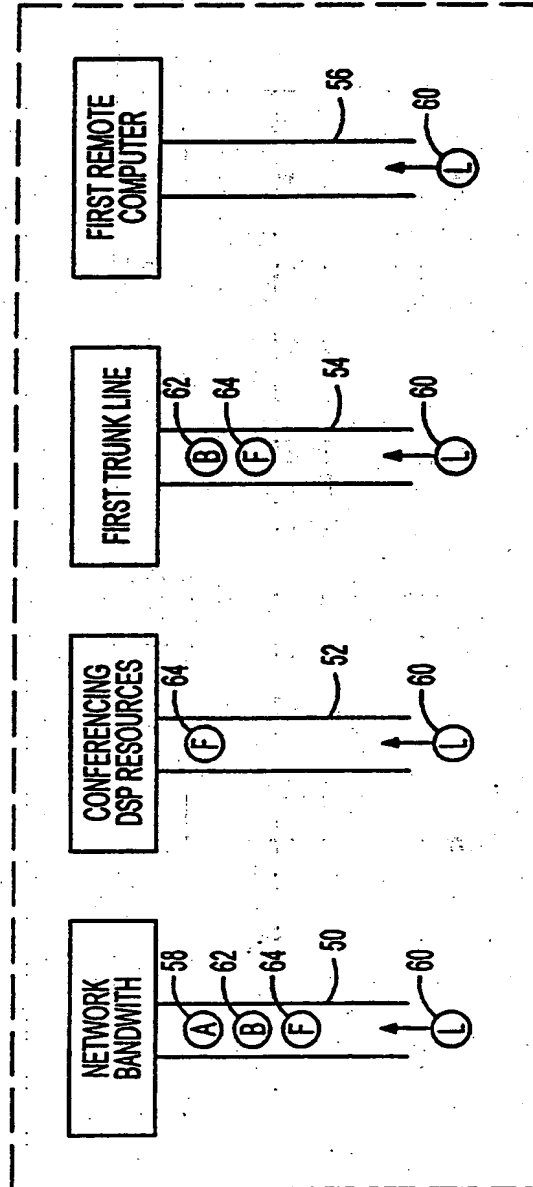 NETWORK
BANDWITH
58
A
62
B
64
F
50
60
L
CONFERENCING
DSP RESOURCES
64
F
52
60
L
FIRST TRUNK LINE
62
B
64
F
54
60
L
FIRST REMOTE
COMPUTER
56
60
L